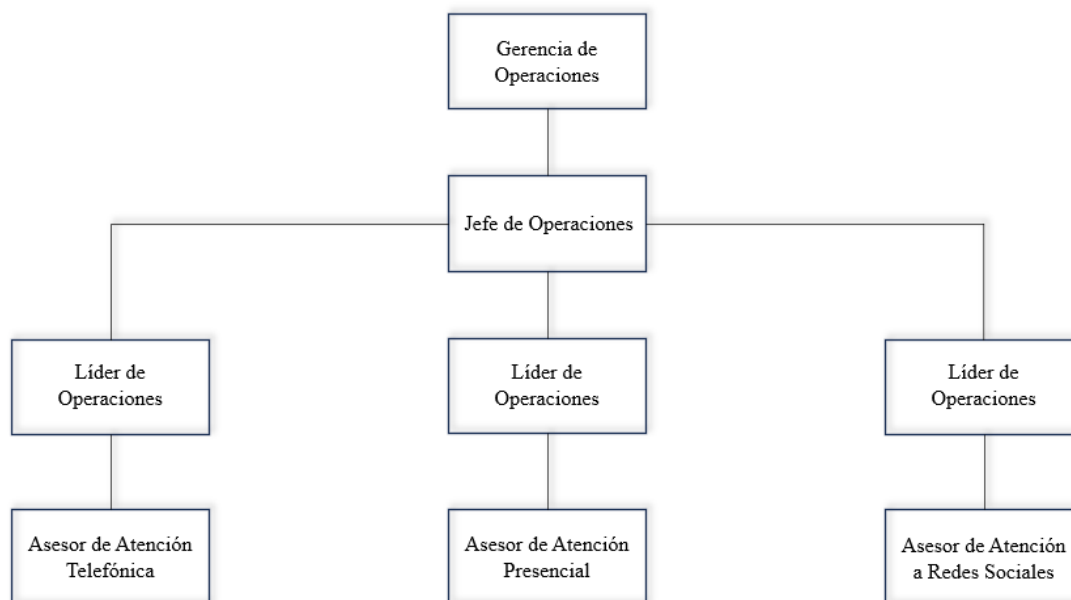 Gerencia de
Operaciones
Jefe de Operaciones
Líder de
Operaciones
Líder de
Operaciones
Líder de
Operaciones
Asesor de Atención
Telefónica
Asesor de Atención
Presencial
Asesor de Atención
a Redes Sociales